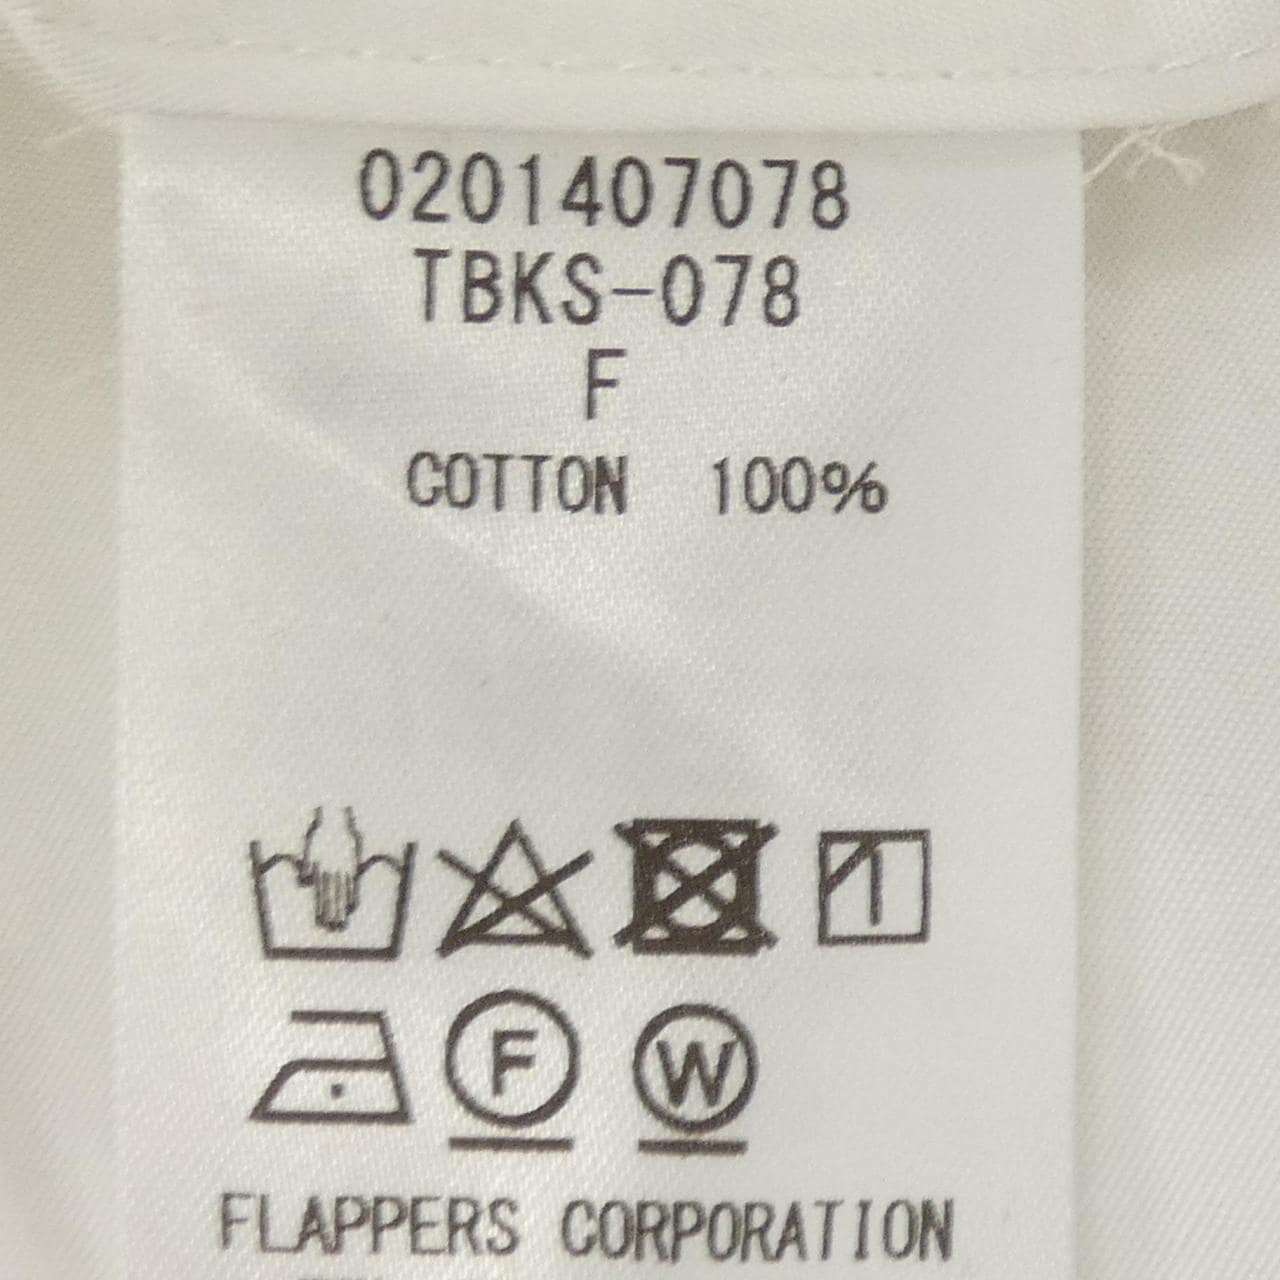 0201407078
TBKS-078
F
COTTON 100%
F W
FLAPPERS CORPORATION